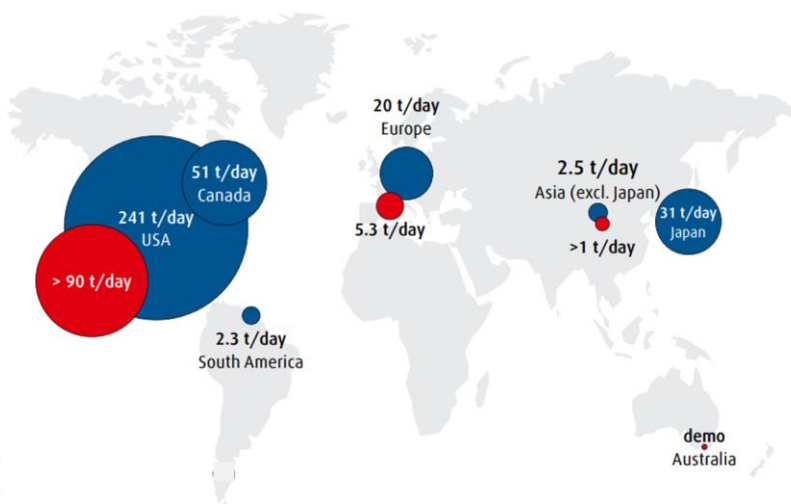 20 t/day
Europe
51 t/day
Canada
2.5 t/day
Asia (excl. Japan)
241 t/day
USA
31 t/day
Japan
5.3 t/day
>1 t/day
> 90 t/day
2.3 t/day
South America
demo
Australia